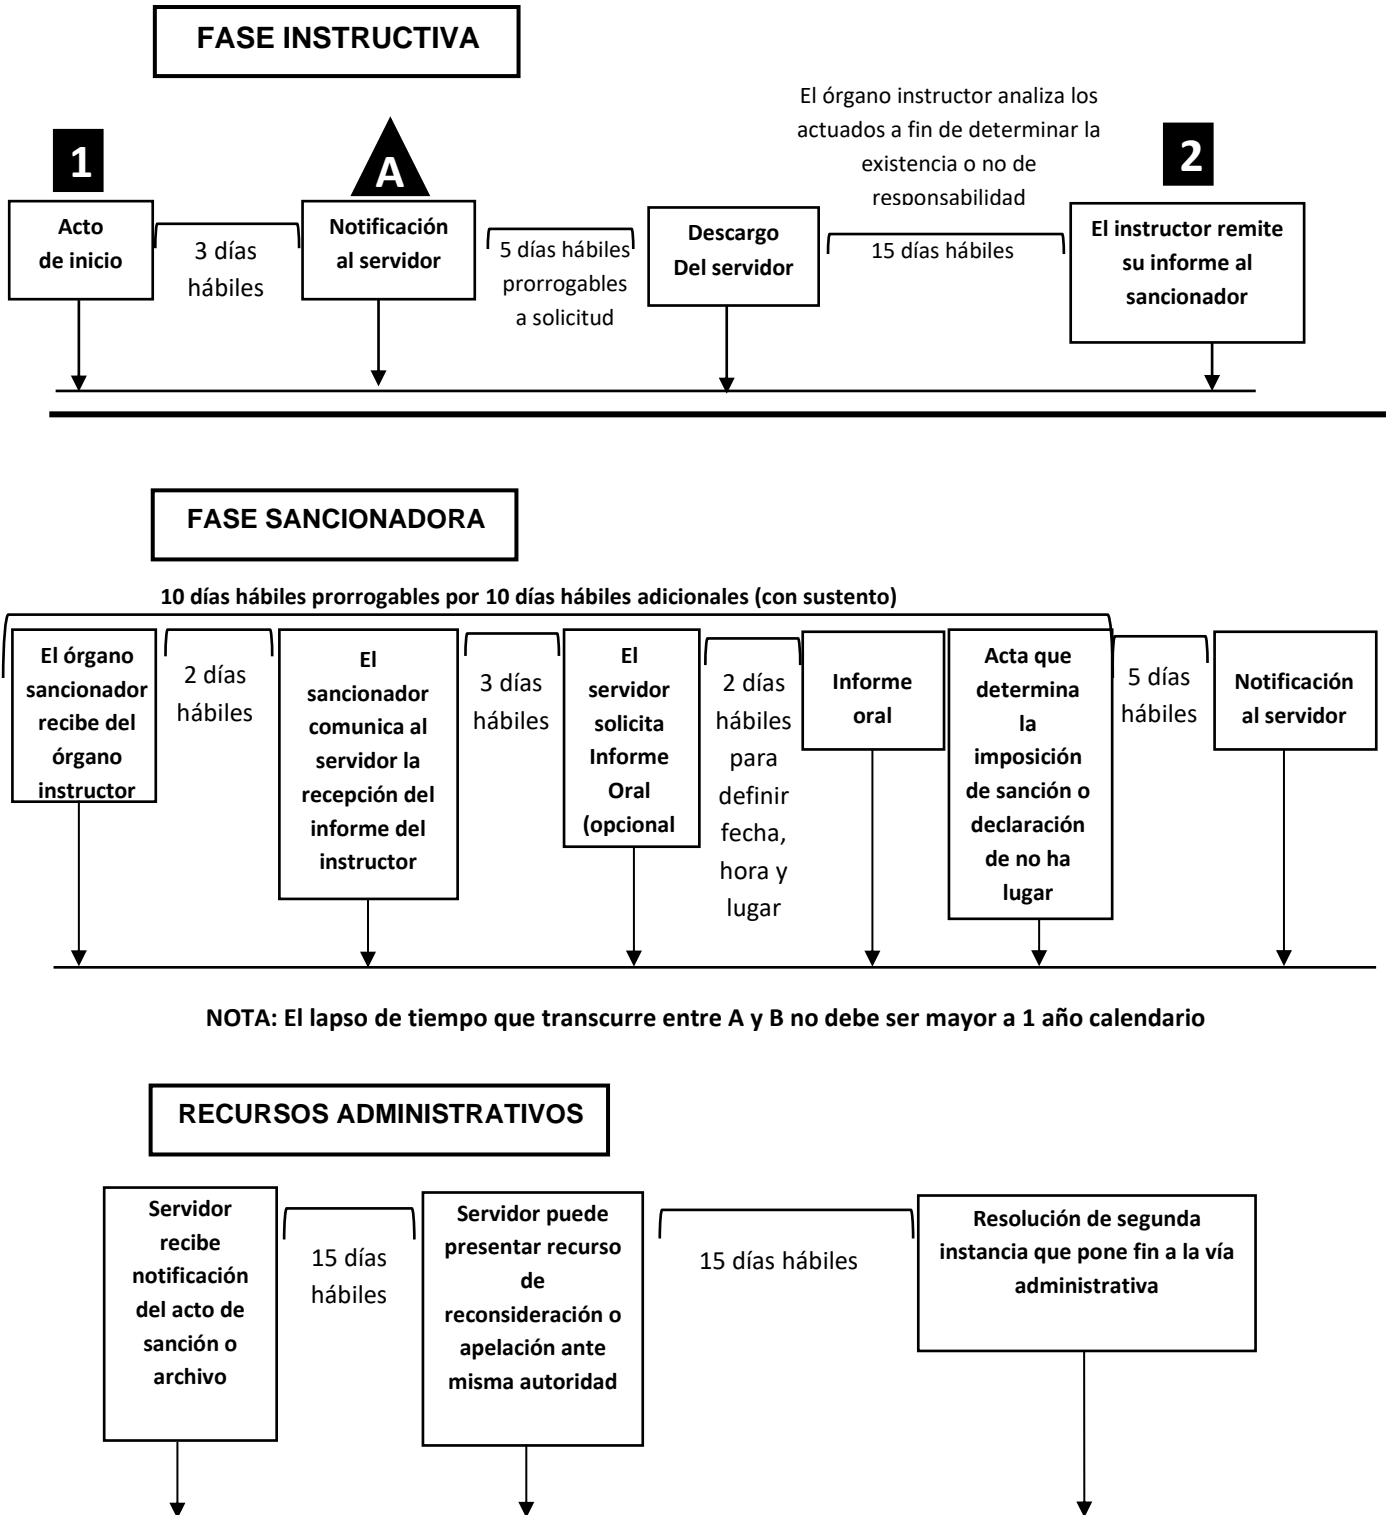 FASE INSTRUCTIVA
El órgano instructor analiza los
actuados a fin de determinar la
existencia o no de
responsabilidad
1
A
2
Acto
de inicio
3 días
hábiles
Notificación
al servidor
5 días hábiles
prorrogables
a solicitud
Descargo
Del servidor
15 días hábiles
El instructor remite
su informe al
sancionador
FASE SANCIONADORA
10 días hábiles prorrogables por 10 días hábiles adicionales (con sustento)
El órgano
sancionador
recibe del
órgano
instructor
2 días
hábiles
El
sancionador
comunica al
servidor la
recepción del
informe del
instructor
3 días
hábiles
El
servidor
solicita
Informe
Oral
(opcional
2 días
hábiles
para
definir
fecha,
hora y
lugar
Informe
oral
Acta que
determina
la
imposición
de sanción o
declaración
de no ha
lugar
5 días
hábiles
Notificación
al servidor
NOTA: El lapso de tiempo que transcurre entre A y B no debe ser mayor a 1 año calendario
RECURSOS ADMINISTRATIVOS
Servidor
recibe
notificación
del acto de
sanción o
archivo
15 días
hábiles
Servidor puede
presentar recurso
de
reconsideración o
apelación ante
misma autoridad
15 días hábiles
Resolución de segunda
instancia que pone fin a la vía
administrativa